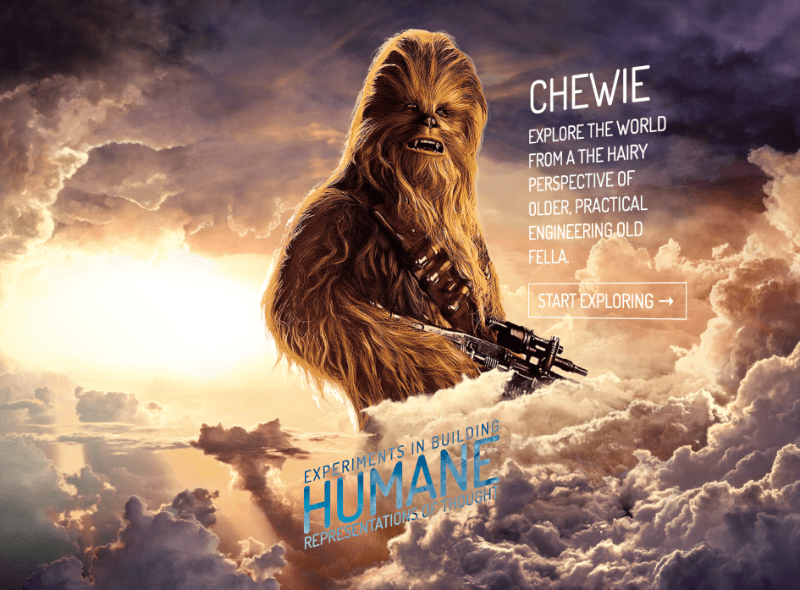 CHEWIE
EXPLORE THE WORLD
FROM A THE HAIRY
PERSPECTIVE OF
OLDER, PRACTICAL
ENGINEERING OLD
FELLA.
START EXPLORING →
EXPERIMENTS IN BUILDING
HUMANE
REPRESENTATIONS OF THOUGHT